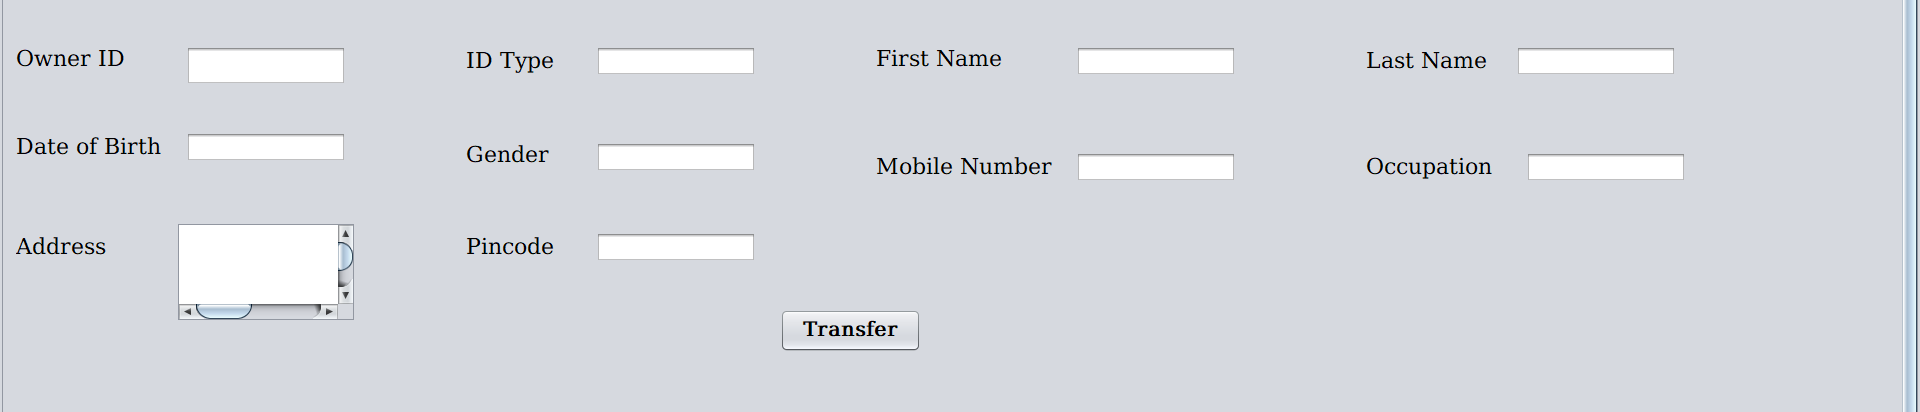 Owner ID
ID Type
First Name
Last Name
Date of Birth
Gender
Mobile Number
Occupation
Address
Pincode
Transfer